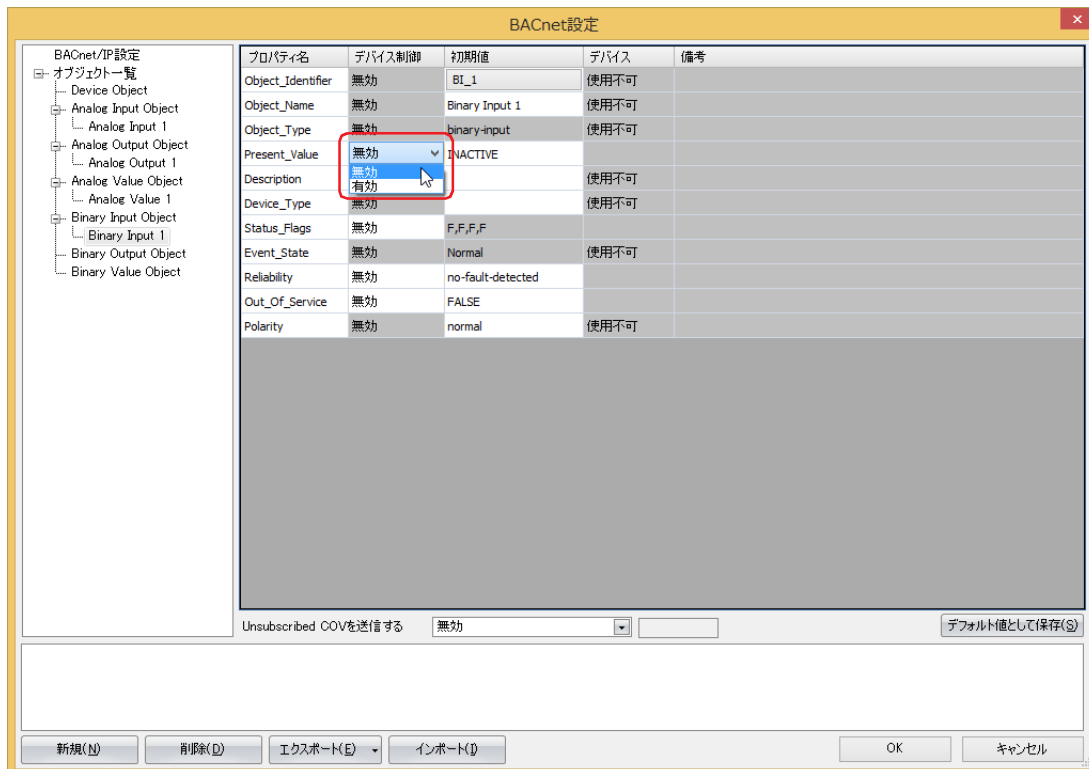 BACnet設定
BACnet/IP設定
オブジェクト一覧
Device Object
Analog Input Object
Analog Input 1
Analog Output Object
Analog Output 1
Analog Value Object
Analog Value 1
Binary Input Object
Binary Input 1
Binary Output Object
Binary Value Object
プロパティ名 デバイス制御 初期値 デバイス 備考
Object_Identifier 無効 BI_1 使用不可
Object_Name 無効 Binary Input 1 使用不可
Object_Type 無効 binary-input 使用不可
Present_Value 無効 INACTIVE
無効
有効
Description 使用不可
Device_Type 無効 使用不可
Status_Flags 無効 F,F,F,F
Event_State 無効 Normal 使用不可
Reliability 無効 no-fault-detected
Out_Of_Service 無効 FALSE
Polarity 無効 normal 使用不可
Unsubscribed COVを送信する 無効 デフォルト値として保存(S)
新規(N) 削除(D) エクスポート(E) インポート(I) OK キャンセル